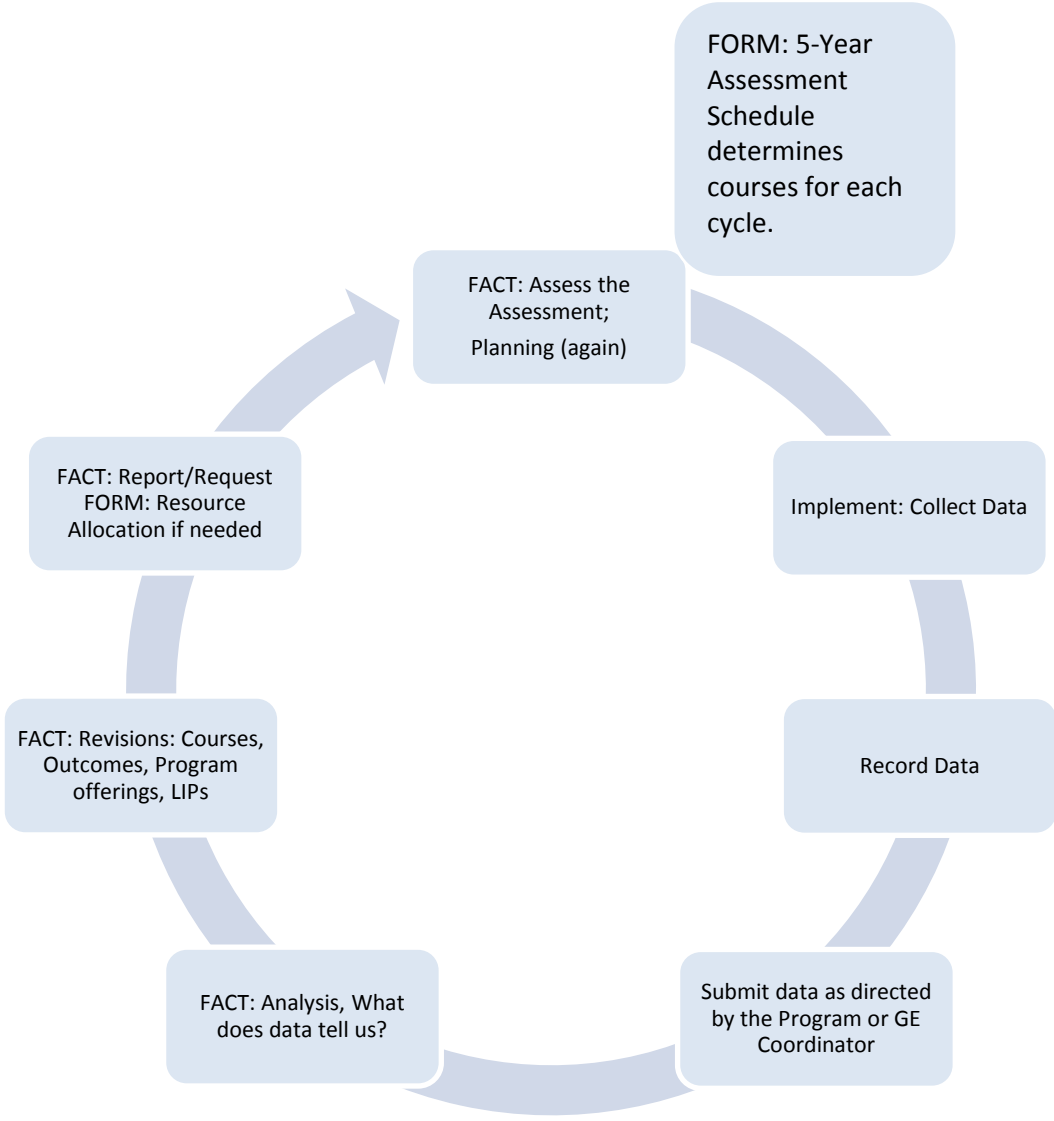 FORM: 5-Year
Assessment
Schedule
determines
courses for each
cycle.
FACT: Assess the
Assessment;
Planning (again)
Implement: Collect Data
Record Data
Submit data as directed
by the Program or GE
Coordinator
FACT: Analysis, What
does data tell us?
FACT: Revisions: Courses,
Outcomes, Program
offerings, LIPs
FACT: Report/Request
FORM: Resource
Allocation if needed